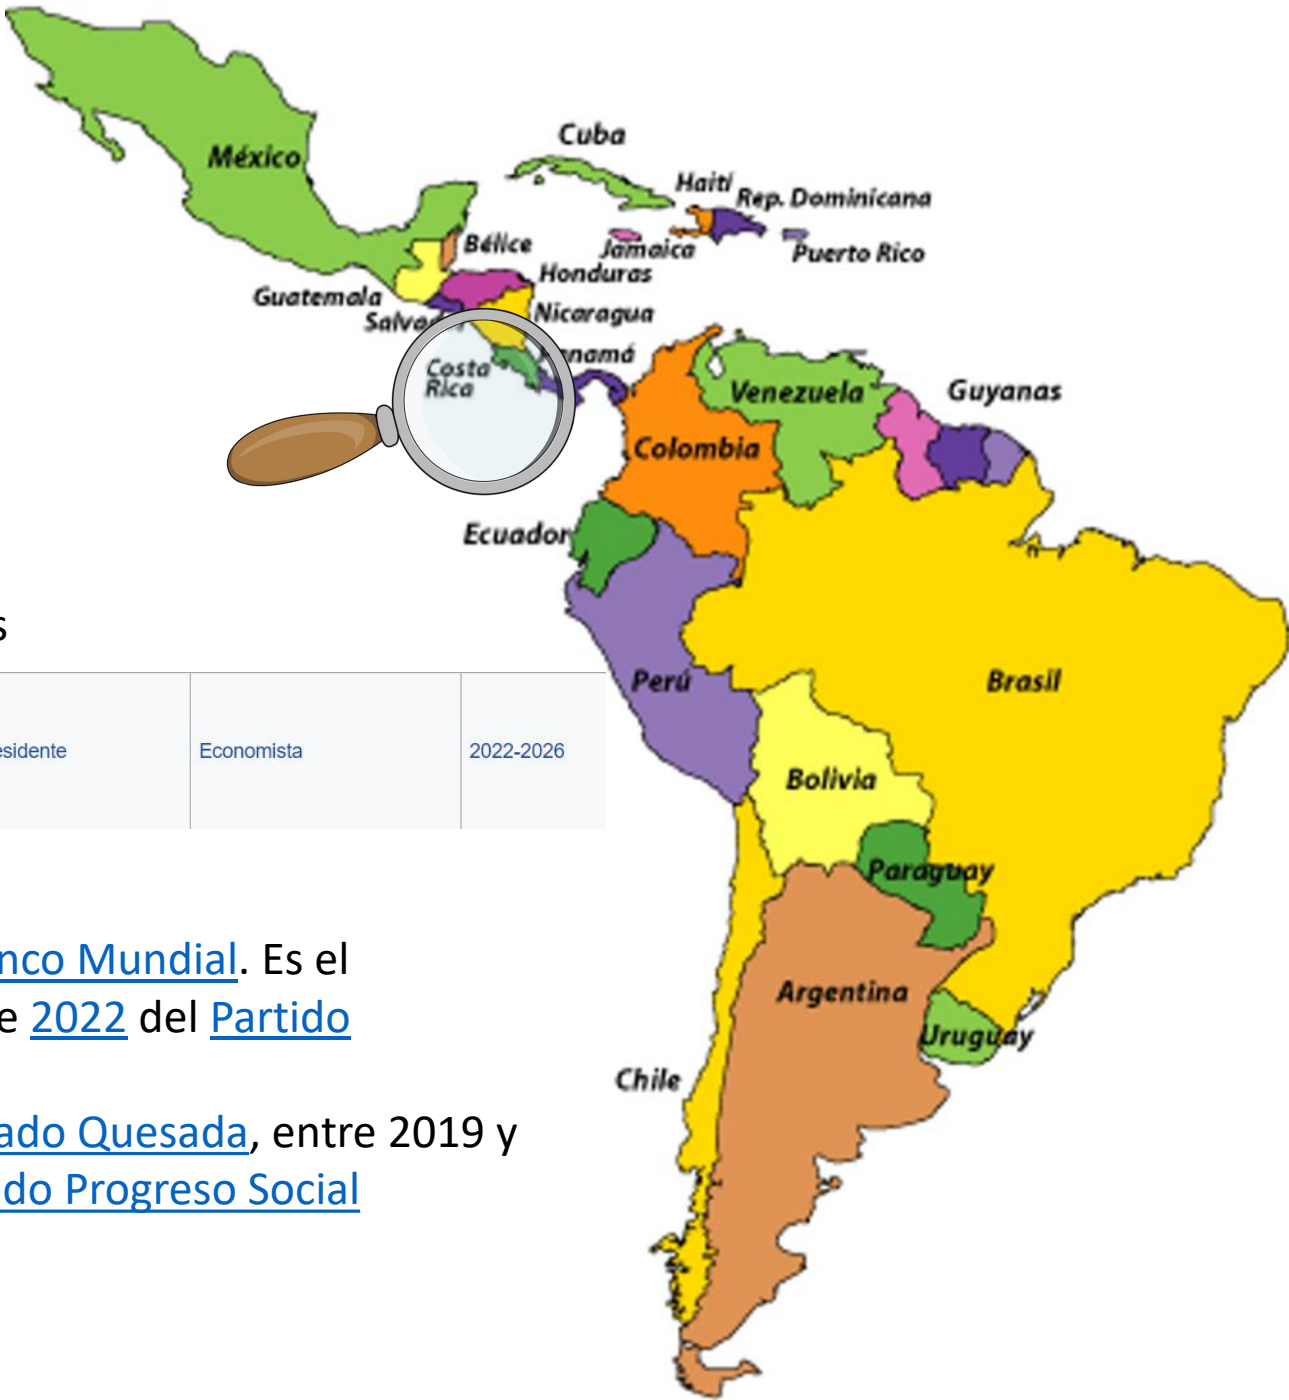 México
Cuba
Haití
Rep. Dominicana
Jamaica
Puerto Rico
Bélice
Honduras
Guatemala
Nicaragua
Costa
Rica
Venezuela
Guyanas
Colombia
Ecuador
s
Perú
Brasil
esidente
Economista
2022-2026
Bolivia
Paraguay
nco Mundial. Es el
e 2022 del Partido
Argentina
Uruguay
Chile
ado Quesada, entre 2019 y
do Progreso Social